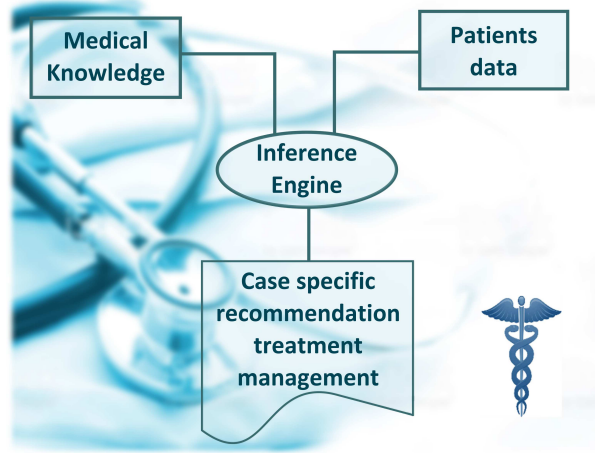 Medical
Knowledge
Patients
data
Inference
Engine
Case specific
recommendation
treatment
management